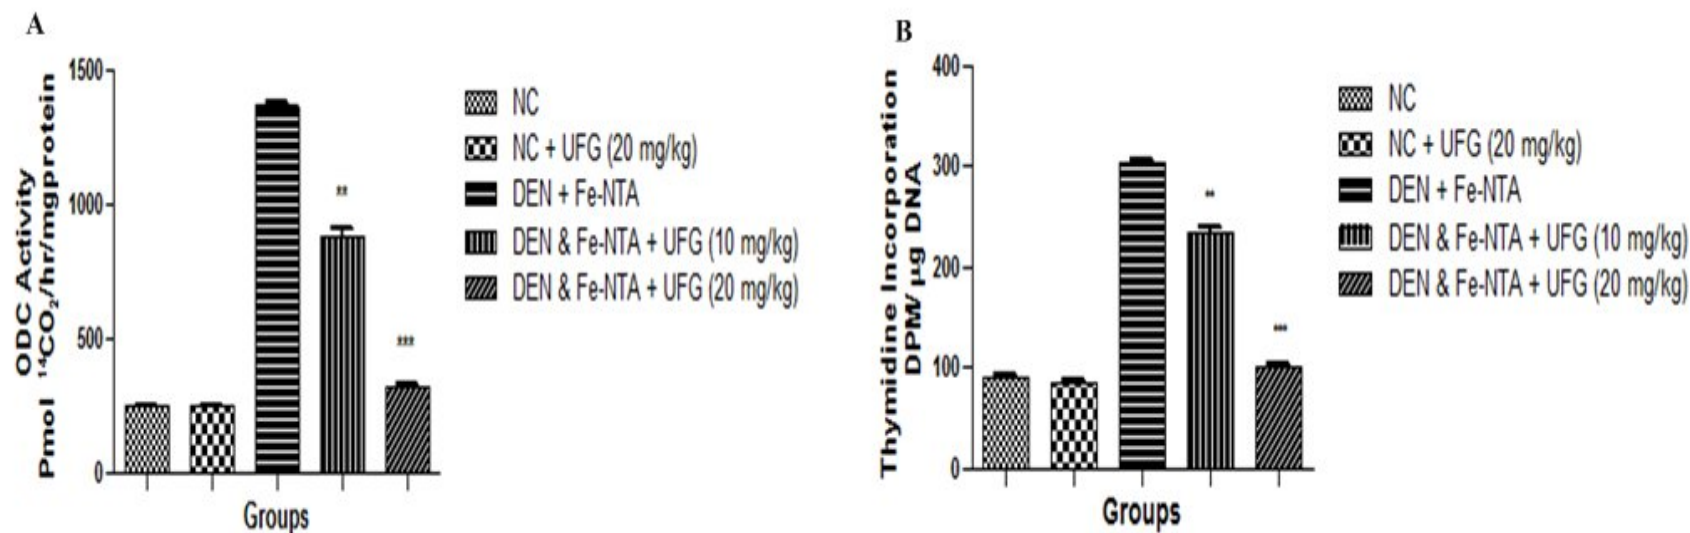 A
ODC Activity
Pmol ¹⁴CO₂/hr/mgprotein
1500
1000
500
0
**
***
Groups
NC
NC + UFG (20 mg/kg)
DEN + Fe-NTA
DEN & Fe-NTA + UFG (10 mg/kg)
DEN & Fe-NTA + UFG (20 mg/kg)
B
Thymidine Incorporation
DPM/ µg DNA
400
300
200
100
0
**
***
Groups
NC
NC + UFG (20 mg/kg)
DEN + Fe-NTA
DEN & Fe-NTA + UFG (10 mg/kg)
DEN & Fe-NTA + UFG (20 mg/kg)